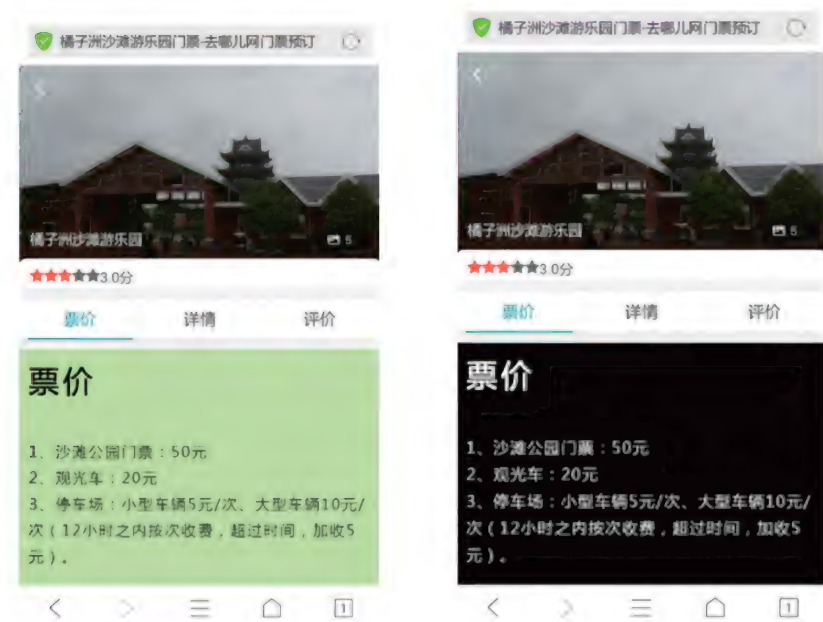 橘子洲沙滩游乐园门票-去哪儿网门票预订
橘子洲沙滩游乐园
5
3.0分
票价
详情
评价
票价
1、沙滩公园门票：50元
2、观光车：20元
3、停车场：小型车辆5元/次、大型车辆10元/
次（12小时之内按次收费，超过时间，加收5
元）。
1
橘子洲沙滩游乐园门票-去哪儿网门票预订
橘子洲沙滩游乐园
5
3.0分
票价
详情
评价
票价
1、沙滩公园门票：50元
2、观光车：20元
3、停车场：小型车辆5元/次、大型车辆10元/
次（12小时之内按次收费，超过时间，加收5
元）。
1